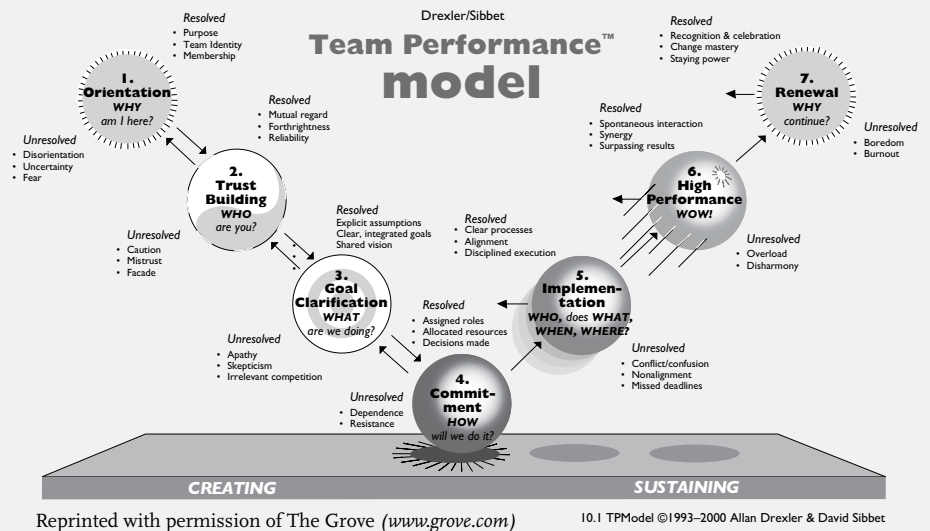 Drexler/Sibbet
Team Performance™
model
Resolved
• Purpose
• Team Identity
• Membership
1.
Orientation
WHY
am I here?
Unresolved
• Disorientation
• Uncertainty
• Fear
Resolved
• Mutual regard
• Forthrightness
• Reliability
2.
Trust
Building
WHO
are you?
Unresolved
• Caution
• Mistrust
• Facade
Resolved
Explicit assumptions
Clear, integrated goals
Shared vision
3.
Goal
Clarification
WHAT
are we doing?
Unresolved
• Apathy
• Skepticism
• Irrelevant competition
Resolved
• Assigned roles
• Allocated resources
• Decisions made
4.
Commit-
ment
HOW
will we do it?
Unresolved
• Dependence
• Resistance
Resolved
• Clear processes
• Alignment
• Disciplined execution
5.
Implemen-
tation
WHO, does WHAT,
WHEN, WHERE?
Unresolved
• Conflict/confusion
• Nonalignment
• Missed deadlines
Resolved
• Spontaneous interaction
• Synergy
• Surpassing results
6.
High
Performance
WOW!
Unresolved
• Overload
• Disharmony
Resolved
• Recognition & celebration
• Change mastery
• Staying power
7.
Renewal
WHY
continue?
Unresolved
• Boredom
• Burnout
CREATING
SUSTAINING
Reprinted with permission of The Grove (www.grove.com)
10.1 TPModel ©1993–2000 Allan Drexler & David Sibbet